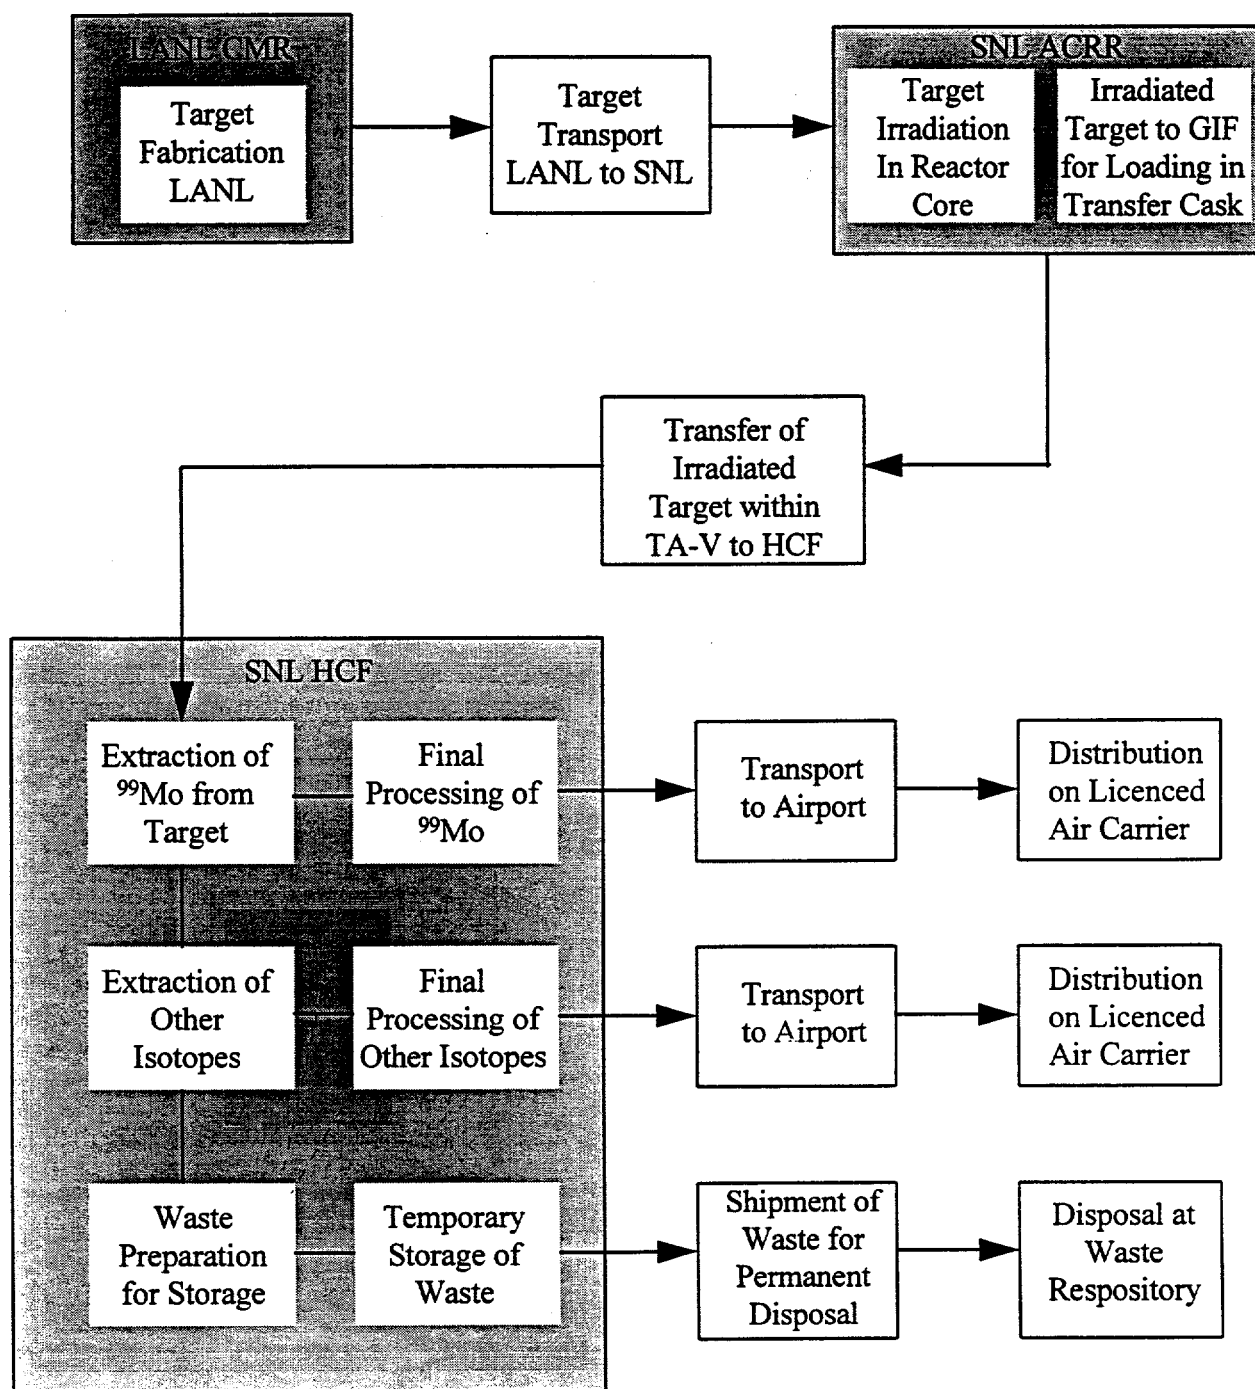 LANL CMR
Target
Fabrication
LANL
Target
Transport
LANL to SNL
SNL ACRR
Target
Irradiation
In Reactor
Core
Irradiated
Target to GIF
for Loading in
Transfer Cask
Transfer of
Irradiated
Target within
TA-V to HCF
SNL HCF
Extraction of
⁹⁹Mo from
Target
Final
Processing of
⁹⁹Mo
Transport
to Airport
Distribution
on Licenced
Air Carrier
Extraction of
Other
Isotopes
Final
Processing of
Other Isotopes
Transport
to Airport
Distribution
on Licenced
Air Carrier
Waste
Preparation
for Storage
Temporary
Storage of
Waste
Shipment of
Waste for
Permanent
Disposal
Disposal at
Waste
Respository